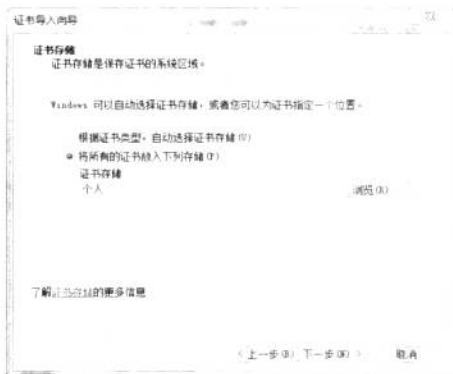 证书导入向导
证书存储
证书存储是保存证书的系统区域。
Windows 可以自动选择证书存储，或者您可以为证书指定一个位置。
根据证书类型，自动选择证书存储(U)
将所有的证书放入下列存储(P)
证书存储
个人
浏览(R)
了解证书存储的更多信息
< 上一步(B) 下一步(N) > 取消